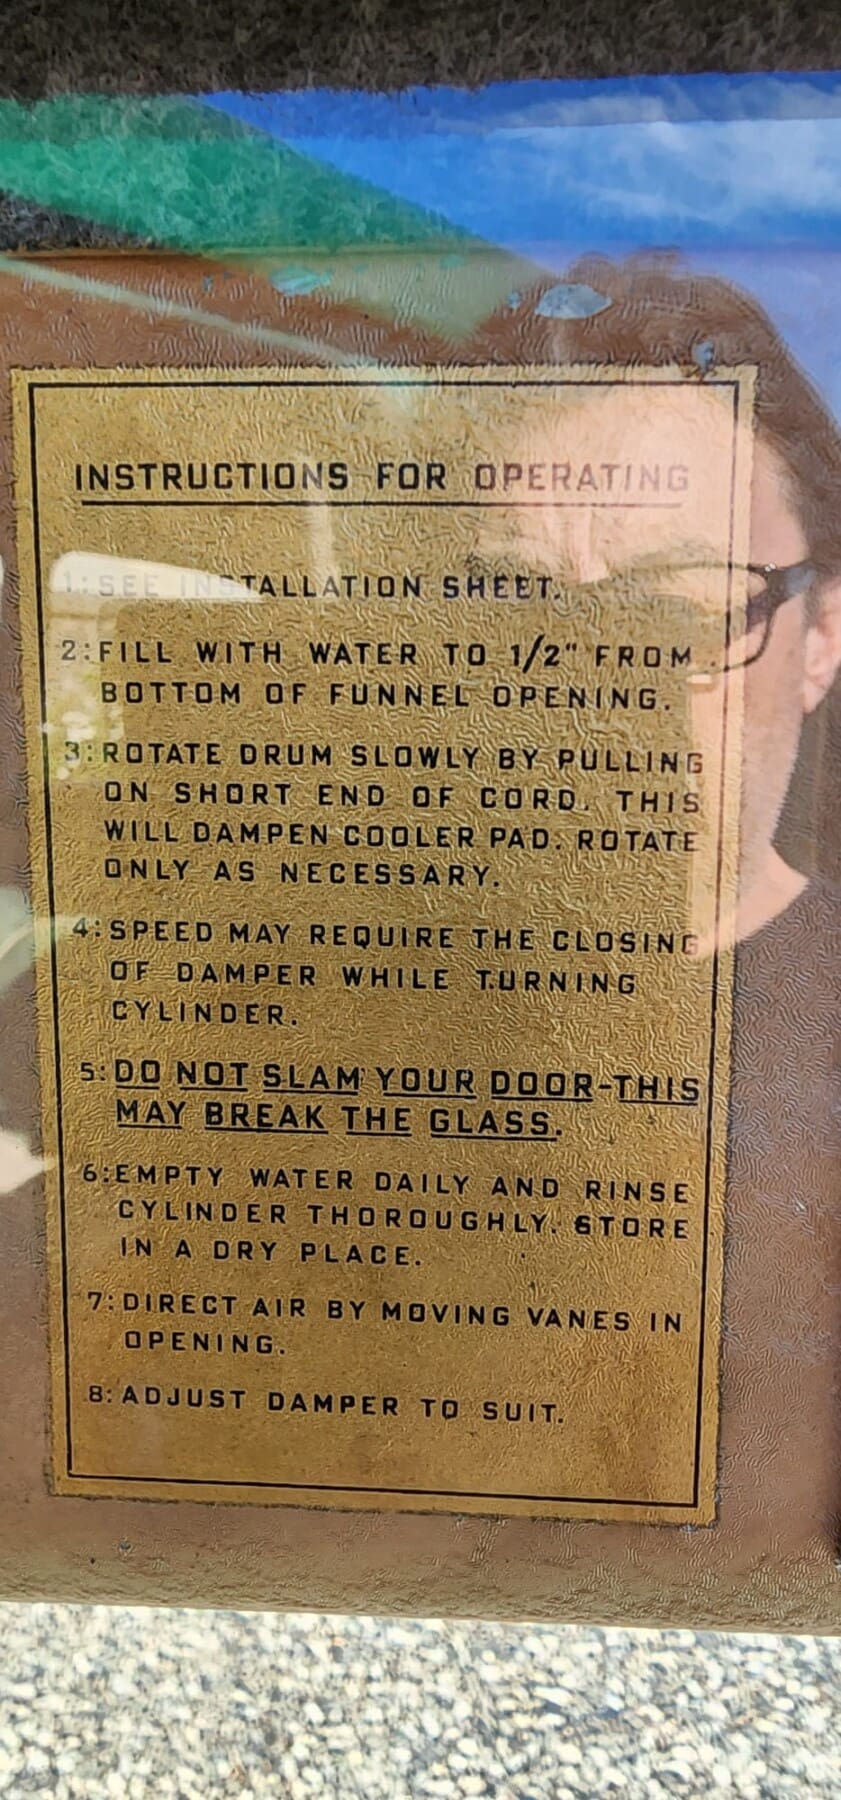 INSTRUCTIONS FOR OPERATING
1: SEE INSTALLATION SHEET.
2: FILL WITH WATER TO 1/2" FROM
BOTTOM OF FUNNEL OPENING.
3: ROTATE DRUM SLOWLY BY PULLING
ON SHORT END OF CORD. THIS
WILL DAMPEN COOLER PAD. ROTATE
ONLY AS NECESSARY.
4: SPEED MAY REQUIRE THE CLOSING
OF DAMPER WHILE TURNING
CYLINDER.
5: DO NOT SLAM YOUR DOOR-THIS
MAY BREAK THE GLASS.
6: EMPTY WATER DAILY AND RINSE
CYLINDER THOROUGHLY. STORE
IN A DRY PLACE.
7: DIRECT AIR BY MOVING VANES IN
OPENING.
8: ADJUST DAMPER TO SUIT.